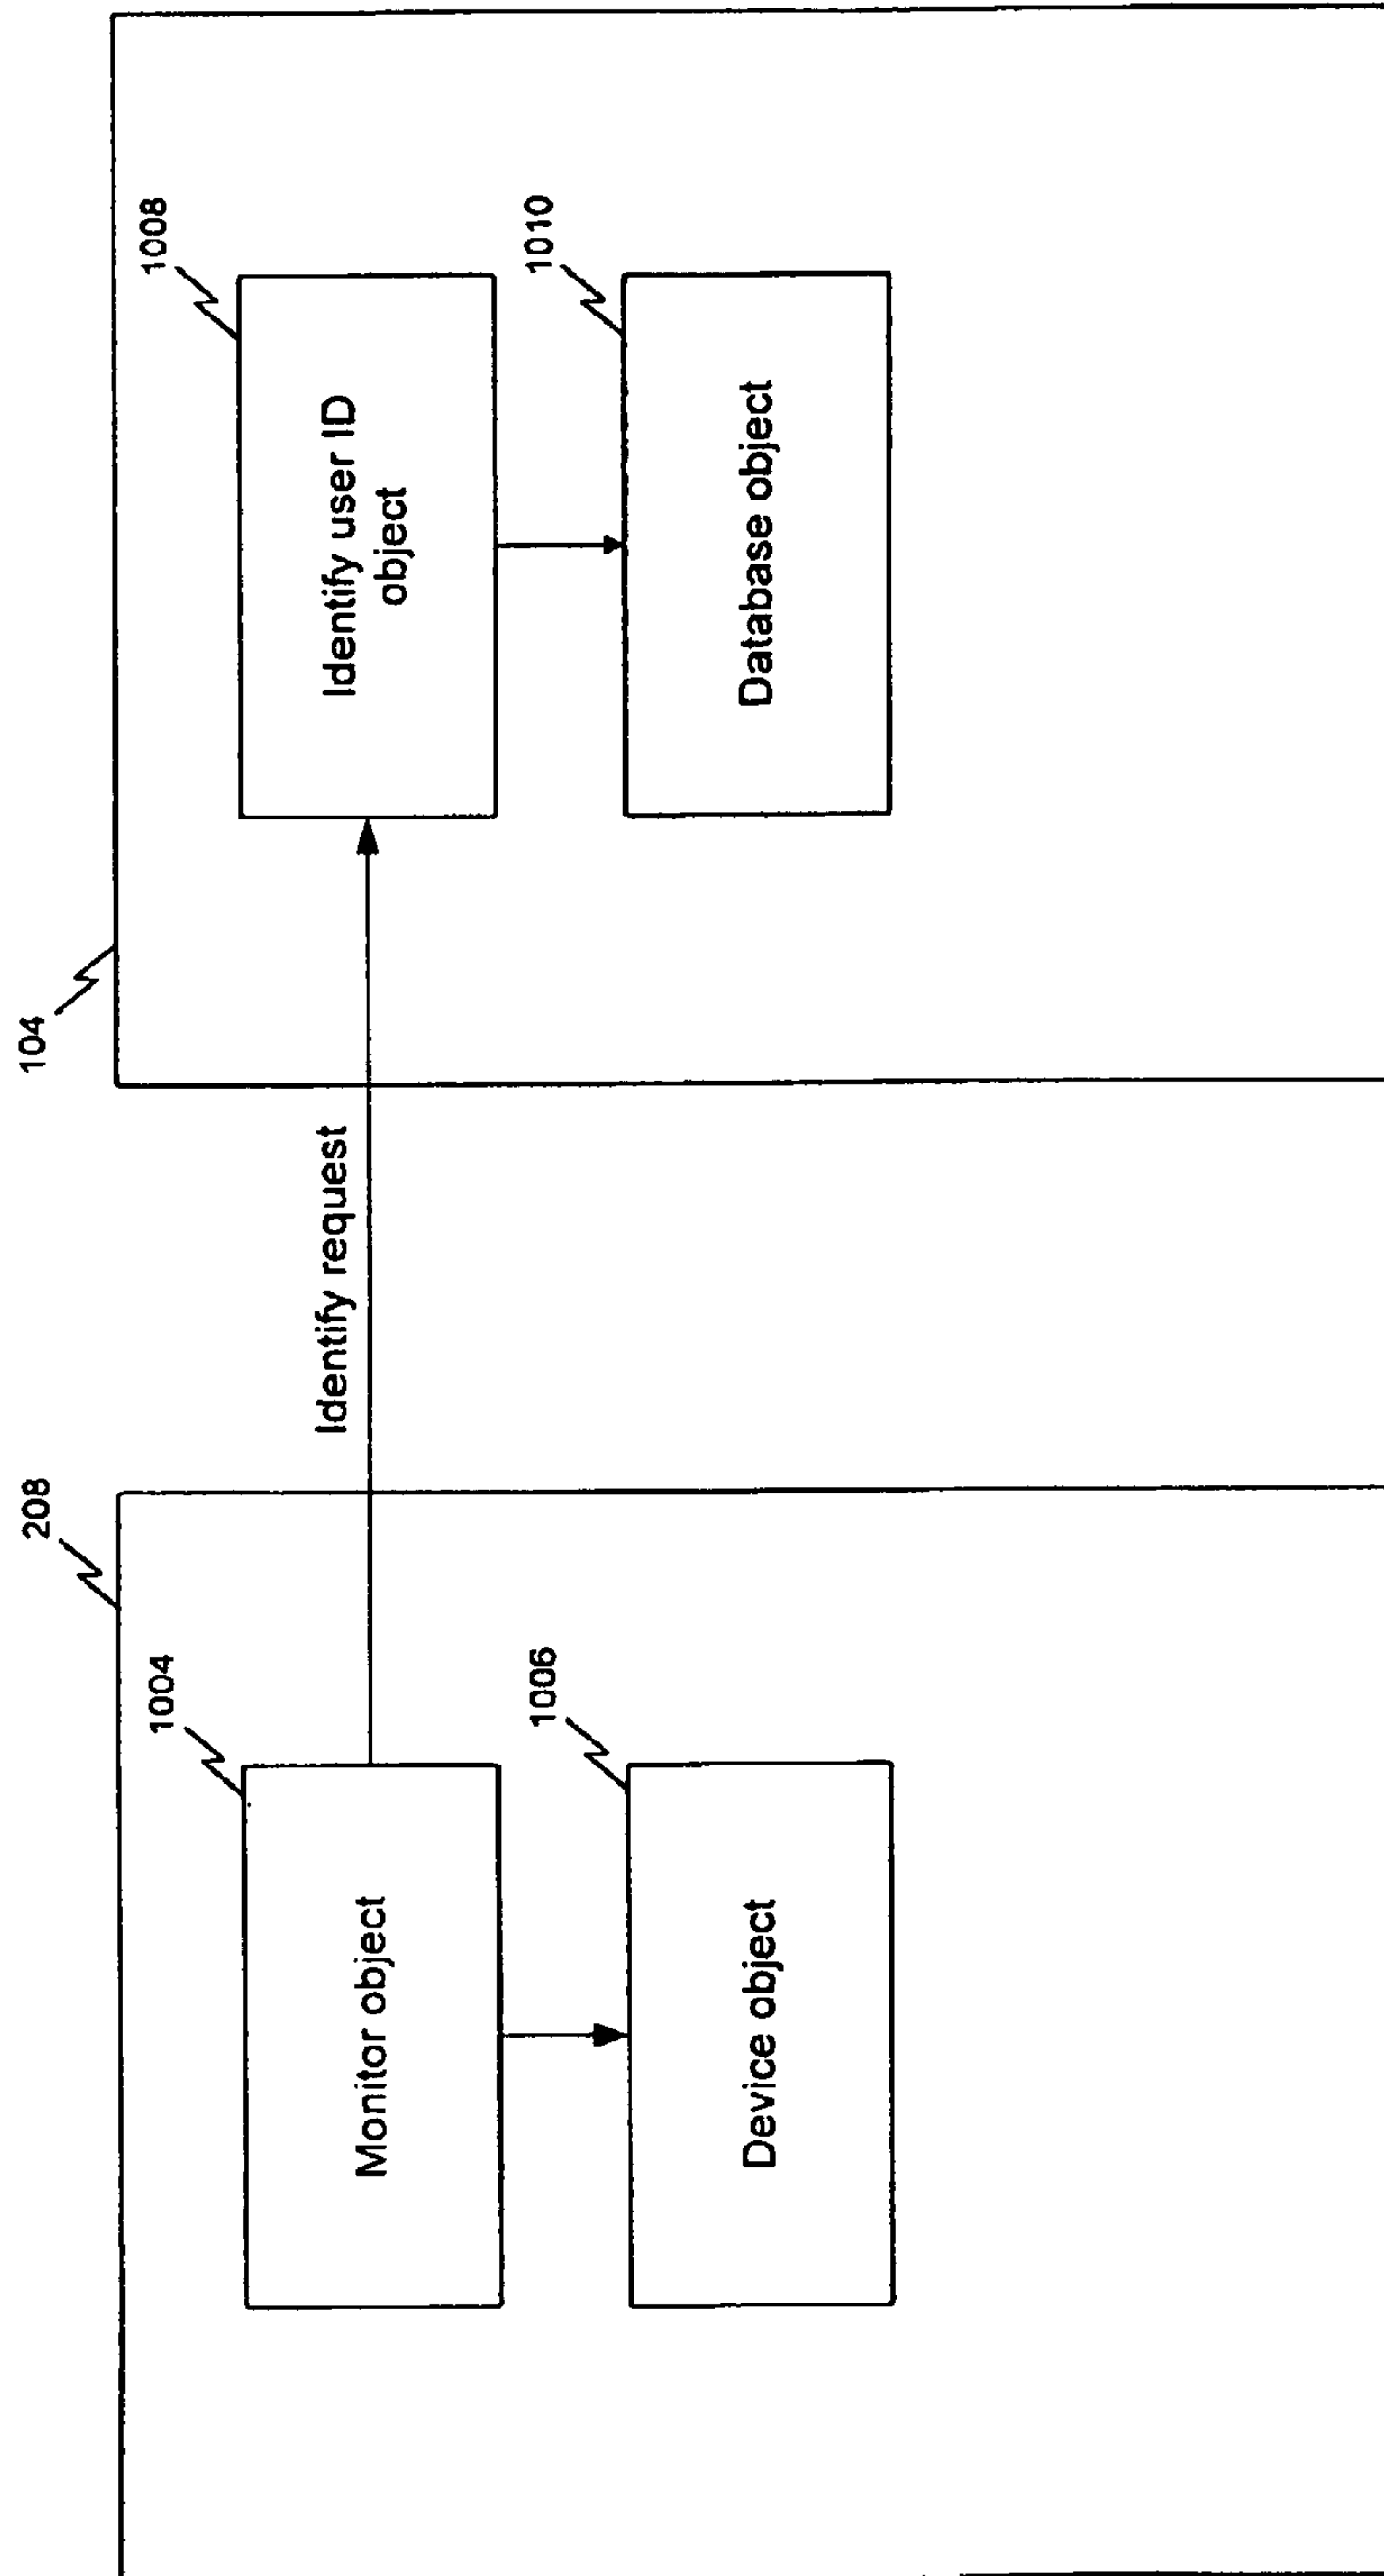 208
104
1004
1008
Monitor object
Identify request
Identify user ID
object
1006
1010
Device object
Database object